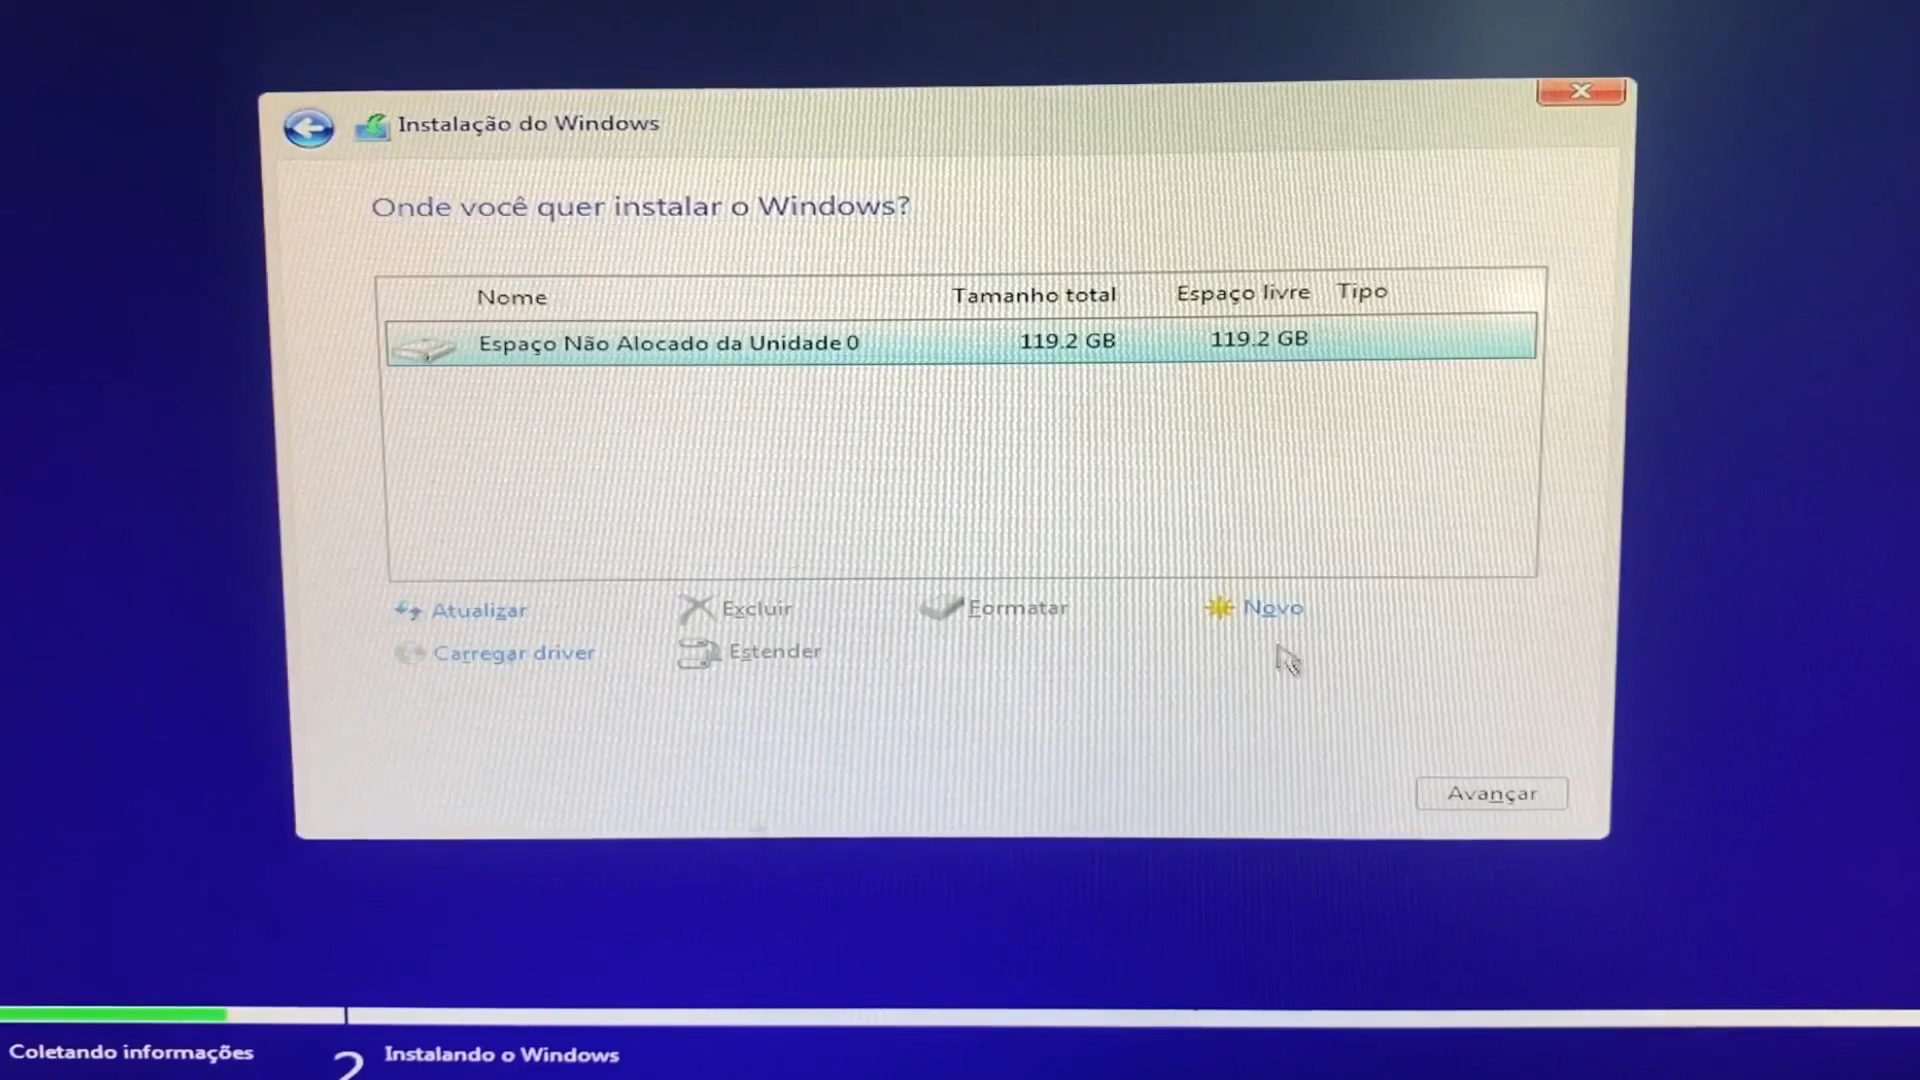 Instalação do Windows
Onde você quer instalar o Windows?
Nome Tamanho total Espaço livre Tipo
Espaço Não Alocado da Unidade 0 119.2 GB 119.2 GB
Atualizar Excluir Formatar Novo
Carregar driver Estender
Avançar
Coletando informações 2 Instalando o Windows